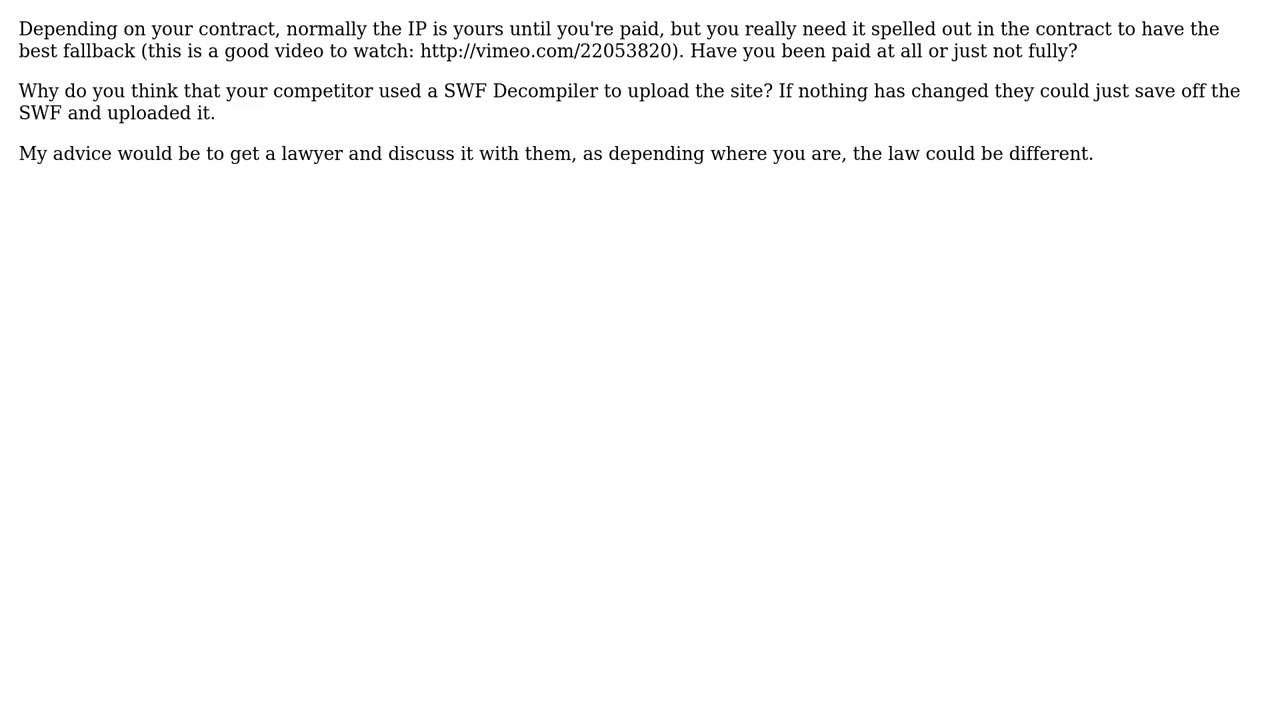 Depending on your contract, normally the IP is yours until you're paid, but you really need it spelled out in the contract to have the
best fallback (this is a good video to watch: http://vimeo.com/22053820). Have you been paid at all or just not fully?
Why do you think that your competitor used a SWF Decompiler to upload the site? If nothing has changed they could just save off the
SWF and uploaded it.
My advice would be to get a lawyer and discuss it with them, as depending where you are, the law could be different.